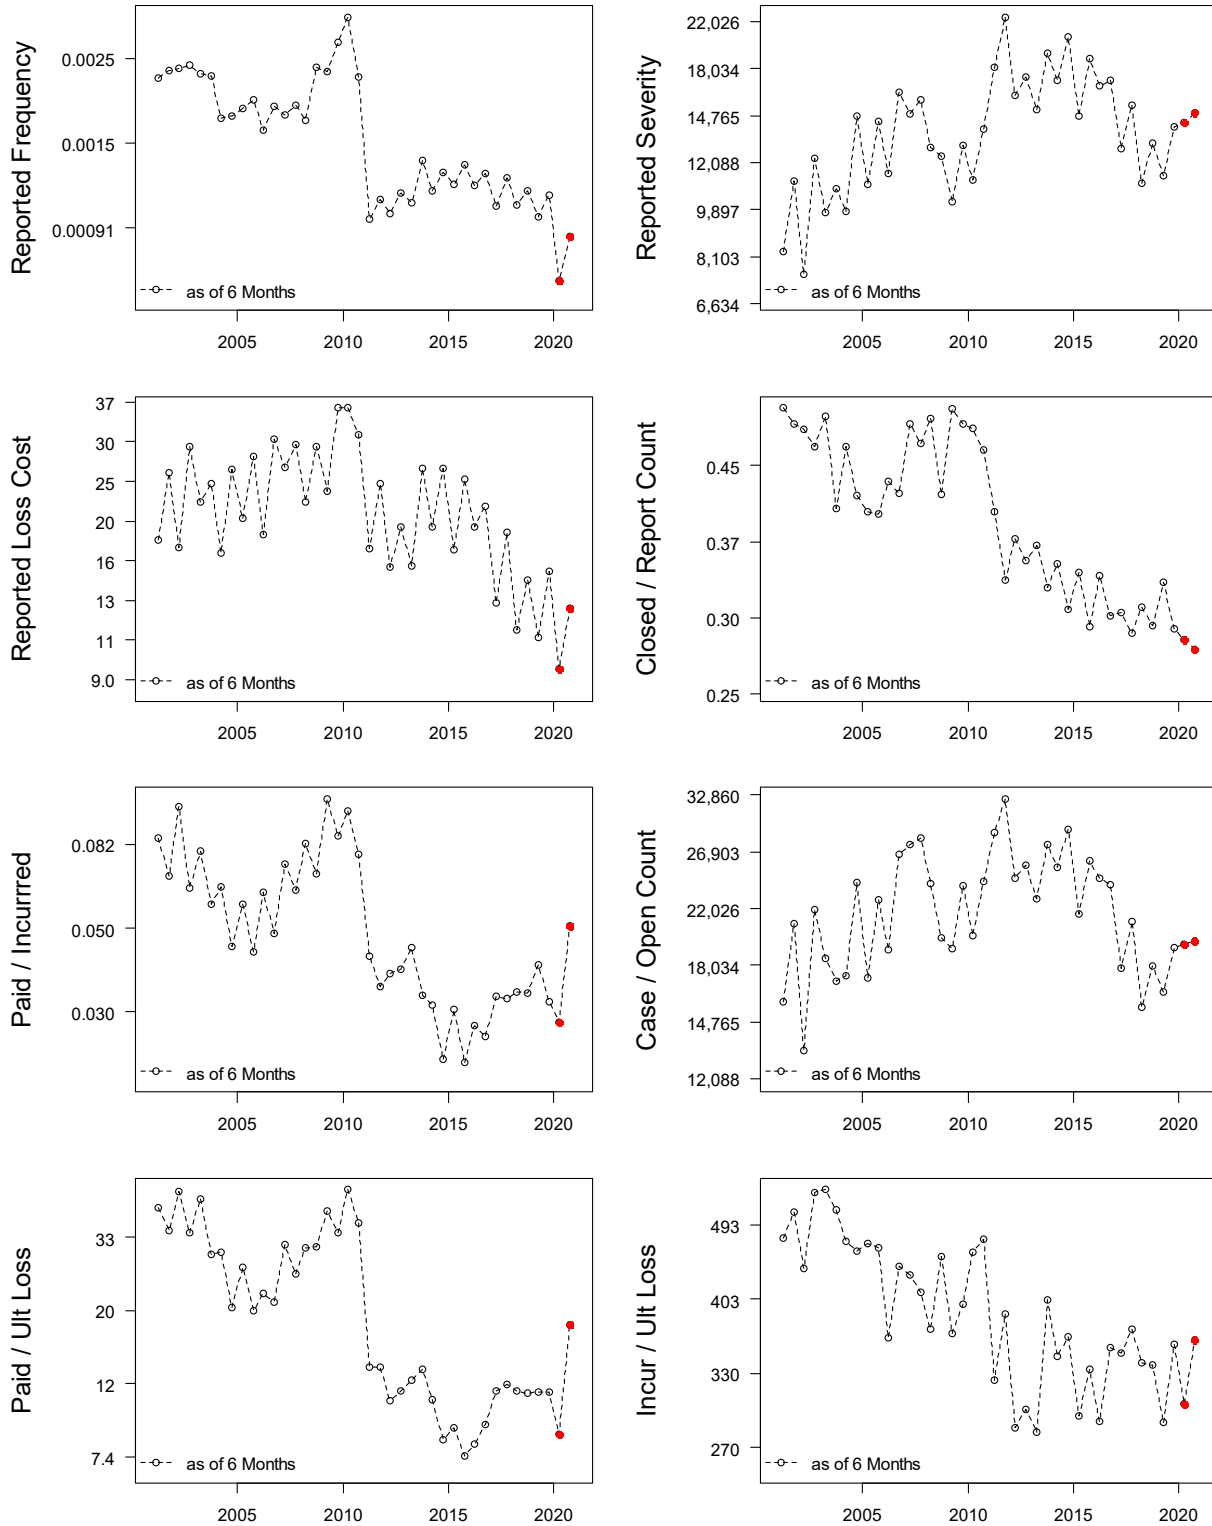 Reported Frequency
0.0025
0.0015
0.00091
as of 6 Months
2005 2010 2015 2020
Reported Severity
22,026
18,034
14,765
12,088
9,897
8,103
6,634
as of 6 Months
2005 2010 2015 2020
Reported Loss Cost
37
30
25
20
16
13
11
9.0
as of 6 Months
2005 2010 2015 2020
Closed / Report Count
0.45
0.37
0.30
0.25
as of 6 Months
2005 2010 2015 2020
Paid / Incurrred
0.082
0.050
0.030
as of 6 Months
2005 2010 2015 2020
Case / Open Count
32,860
26,903
22,026
18,034
14,765
12,088
as of 6 Months
2005 2010 2015 2020
Paid / Ult Loss
33
20
12
7.4
as of 6 Months
2005 2010 2015 2020
Incur / Ult Loss
493
403
330
270
as of 6 Months
2005 2010 2015 2020